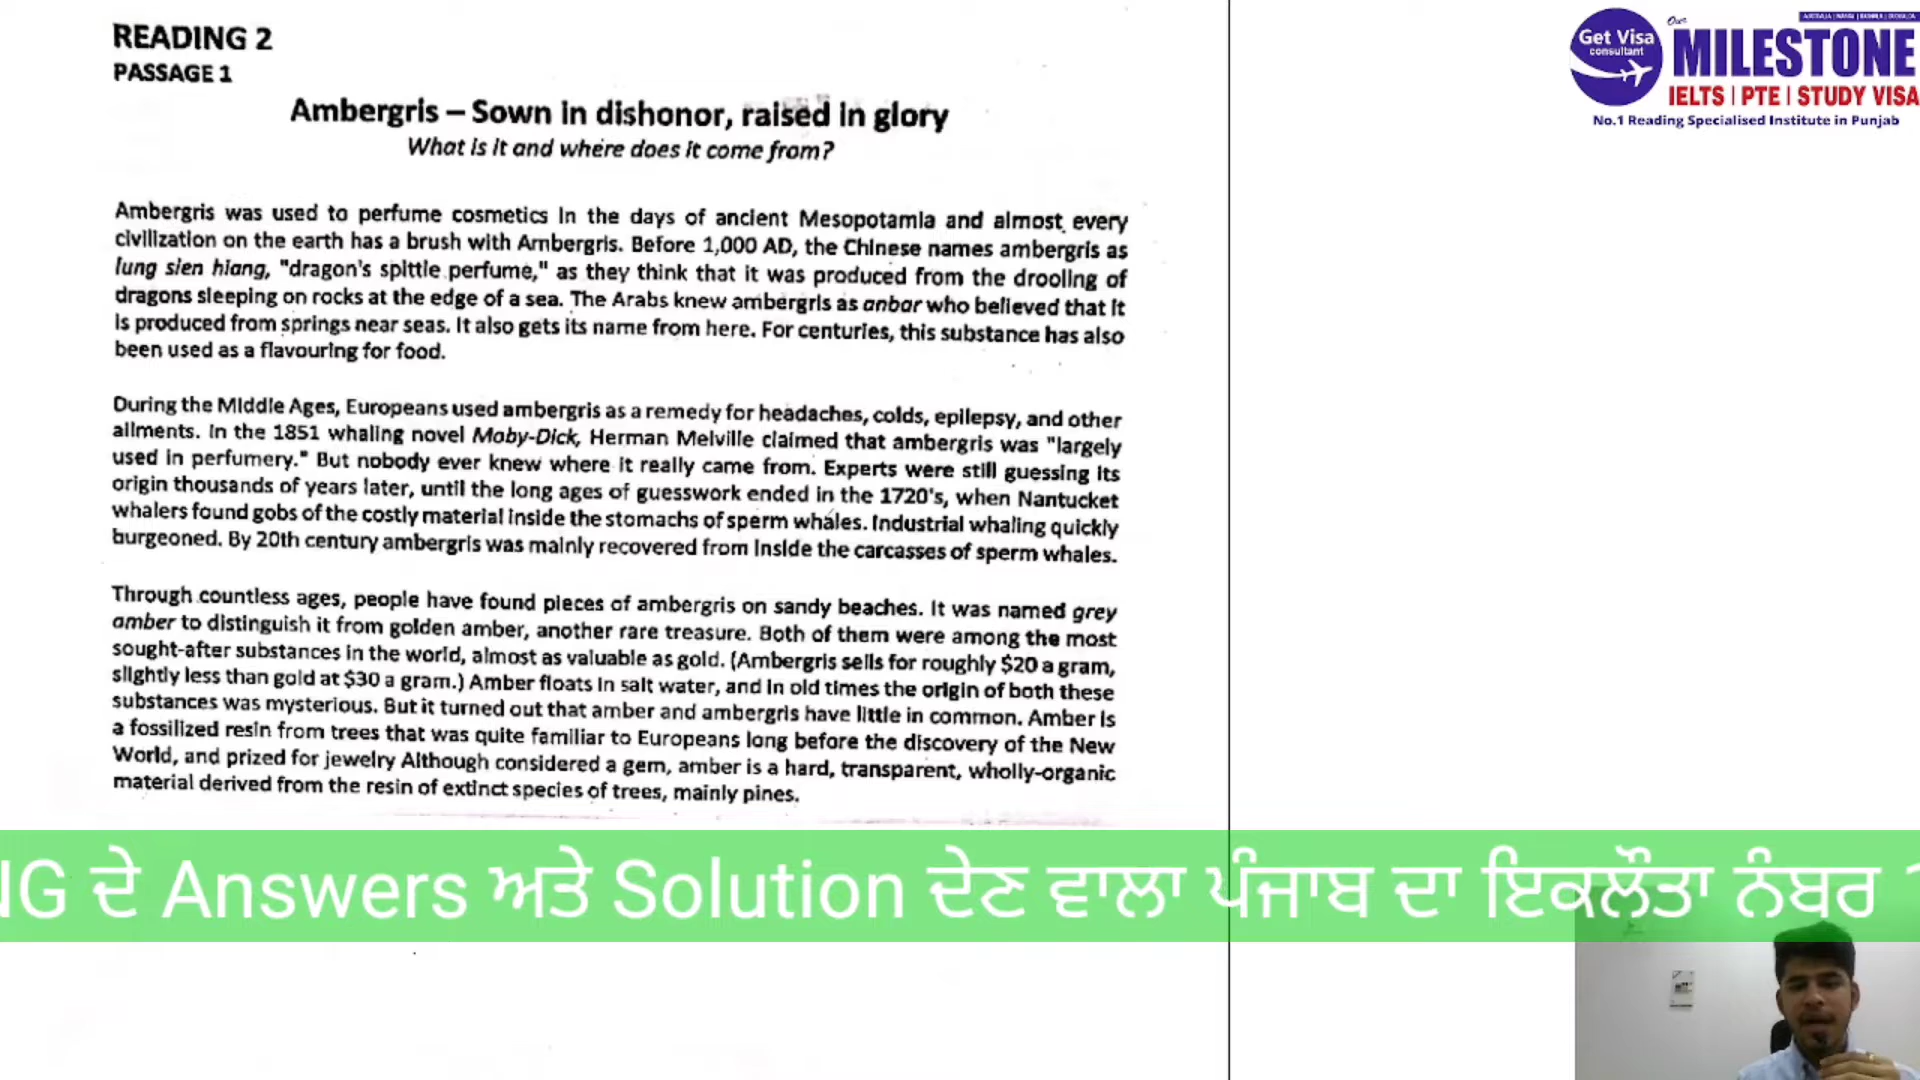 READING 2
PASSAGE 1
Ambergris – Sown in dishonor, raised in glory
What is it and where does it come from?
Ambergris was used to perfume cosmetics in the days of ancient Mesopotamia and almost every
civilization on the earth has a brush with Ambergris. Before 1,000 AD, the Chinese names ambergris as
lung sien hiang, "dragon's spittle perfume," as they think that it was produced from the drooling of
dragons sleeping on rocks at the edge of a sea. The Arabs knew ambergris as anbar who believed that it
is produced from springs near seas. It also gets its name from here. For centuries, this substance has also
been used as a flavouring for food.
During the Middle Ages, Europeans used ambergris as a remedy for headaches, colds, epilepsy, and other
ailments. In the 1851 whaling novel Moby-Dick, Herman Melville claimed that ambergris was "largely
used in perfumery." But nobody ever knew where it really came from. Experts were still guessing its
origin thousands of years later, until the long ages of guesswork ended in the 1720's, when Nantucket
whalers found gobs of the costly material inside the stomachs of sperm whales. Industrial whaling quickly
burgeoned. By 20th century ambergris was mainly recovered from inside the carcasses of sperm whales.
Through countless ages, people have found pieces of ambergris on sandy beaches. It was named grey
amber to distinguish it from golden amber, another rare treasure. Both of them were among the most
sought-after substances in the world, almost as valuable as gold. (Ambergris sells for roughly $20 a gram,
slightly less than gold at $30 a gram.) Amber floats in salt water, and in old times the origin of both these
substances was mysterious. But it turned out that amber and ambergris have little in common. Amber is
a fossilized resin from trees that was quite familiar to Europeans long before the discovery of the New
World, and prized for jewelry Although considered a gem, amber is a hard, transparent, wholly-organic
material derived from the resin of extinct species of trees, mainly pines.
Get Visa
consultant
Our
MILESTONE
IELTS | PTE | STUDY VISA
No.1 Reading Specialised Institute in Punjab
NG ਦੇ Answers ਅਤੇ Solution ਦੇਣ ਵਾਲਾ ਪੰਜਾਬ ਦਾ ਇਕਲੌਤਾ ਨੰਬਰ